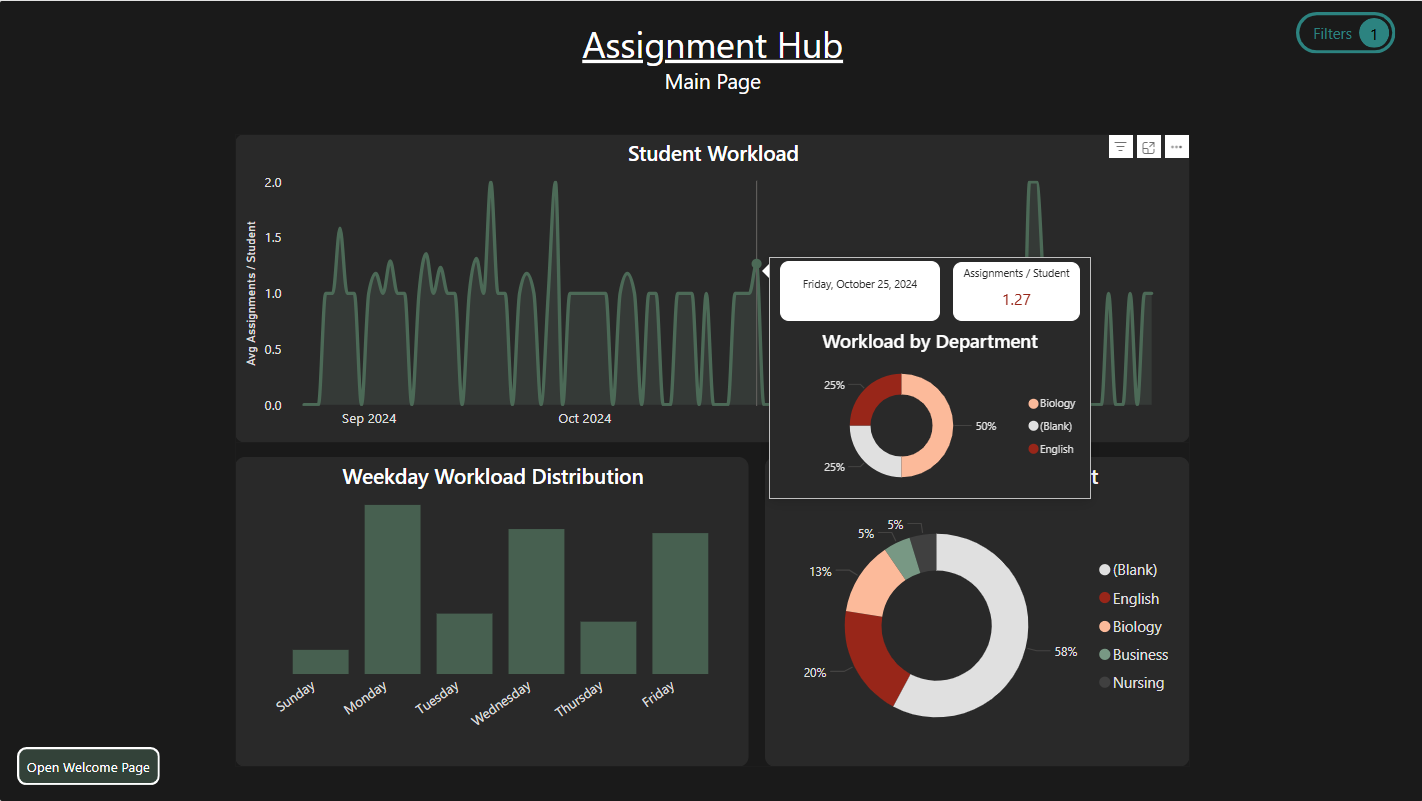 Assignment Hub
Main Page
Filters 1
Student Workload
Avg Assignments / Student
2.0
1.5
1.0
0.5
0.0
Sep 2024
Oct 2024
Friday, October 25, 2024
Assignments / Student
1.27
Workload by Department
25%
25%
50%
Biology
(Blank)
English
Weekday Workload Distribution
Sunday
Monday
Tuesday
Wednesday
Thursday
Friday
t
5%
5%
13%
20%
58%
(Blank)
English
Biology
Business
Nursing
Open Welcome Page